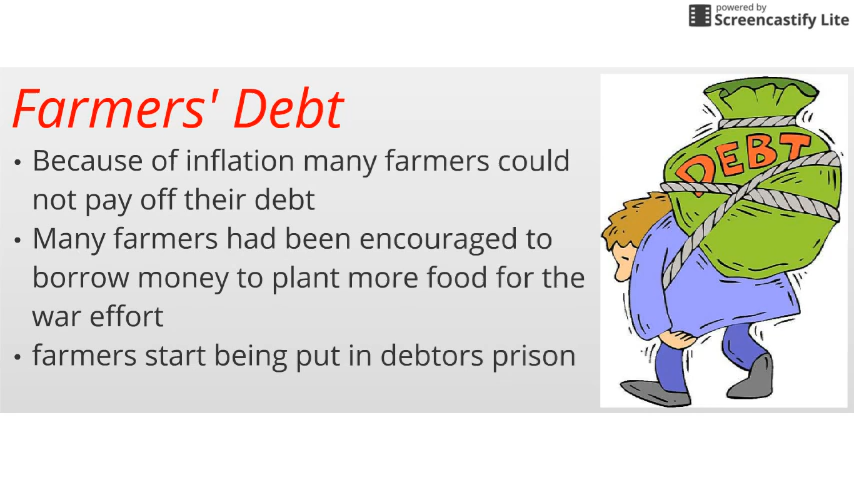 powered by
Screencastify Lite
Farmers' Debt
• Because of inflation many farmers could
not pay off their debt
• Many farmers had been encouraged to
borrow money to plant more food for the
war effort
• farmers start being put in debtors prison
DEBT